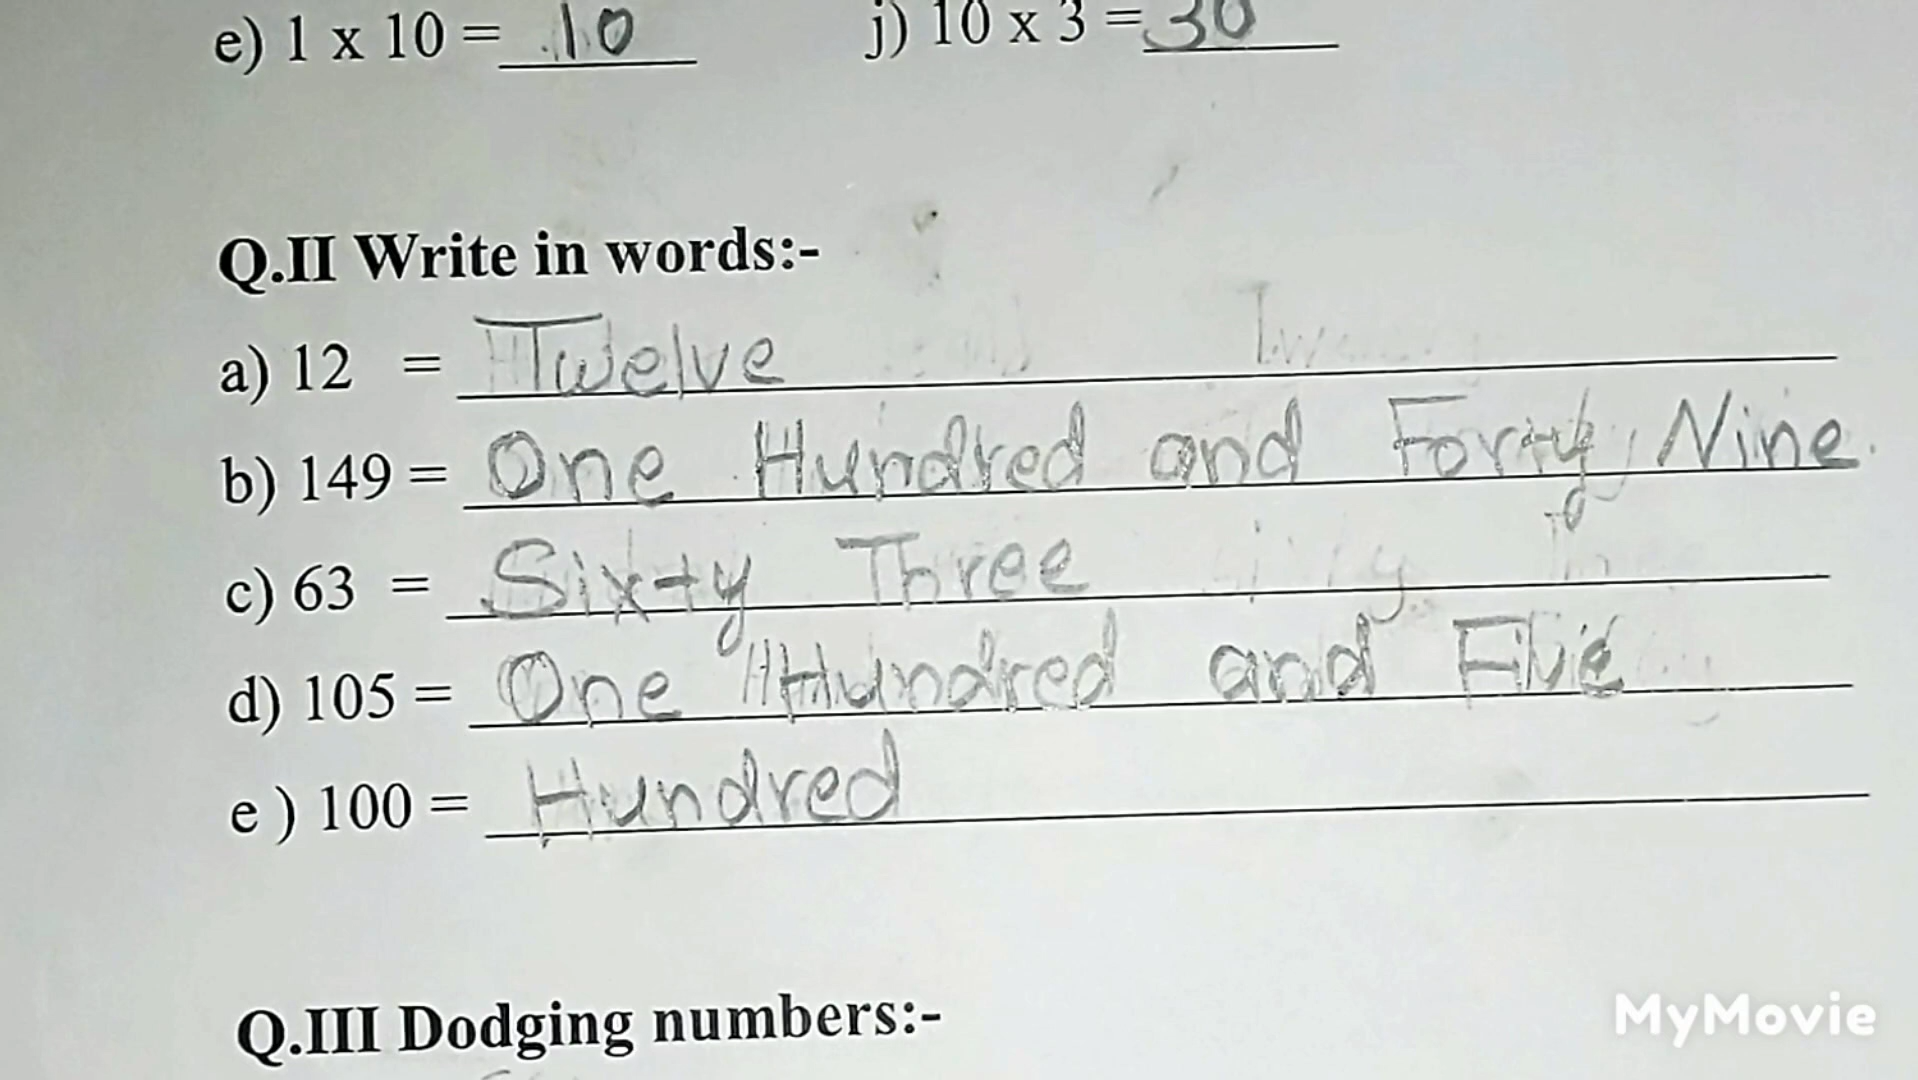 e) 1 x 10 = 10 j) 10 x 3 = 30
Q.II Write in words:-
a) 12 = Twelve
b) 149 = One Hundred and Forty Nine.
c) 63 = Sixty Three
d) 105 = One Hundred and Five
e ) 100 = Hundred
Q.III Dodging numbers:-
MyMovie